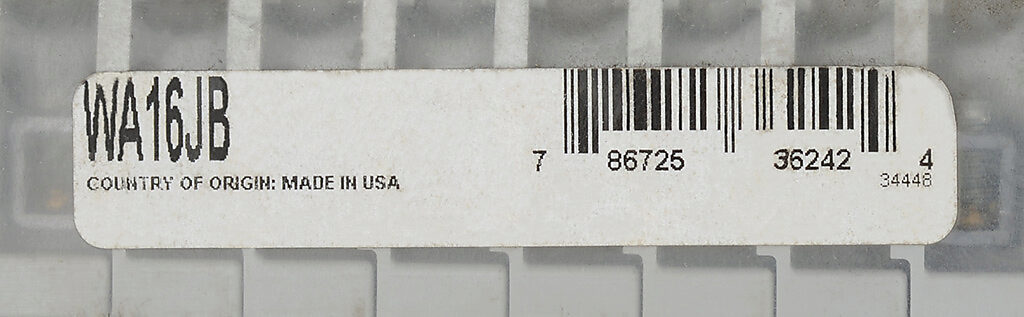 WA16JB
COUNTRY OF ORIGIN: MADE IN USA
7 86725 36242 4
34448